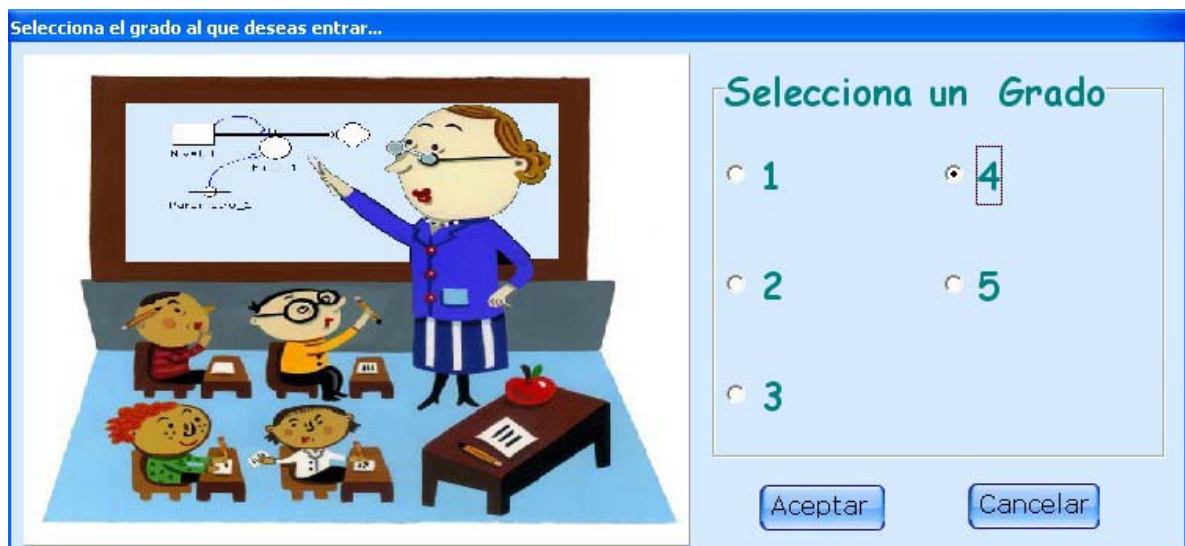 Selecciona el grado al que deseas entrar...
Selecciona un Grado
1
4
2
5
3
Aceptar
Cancelar